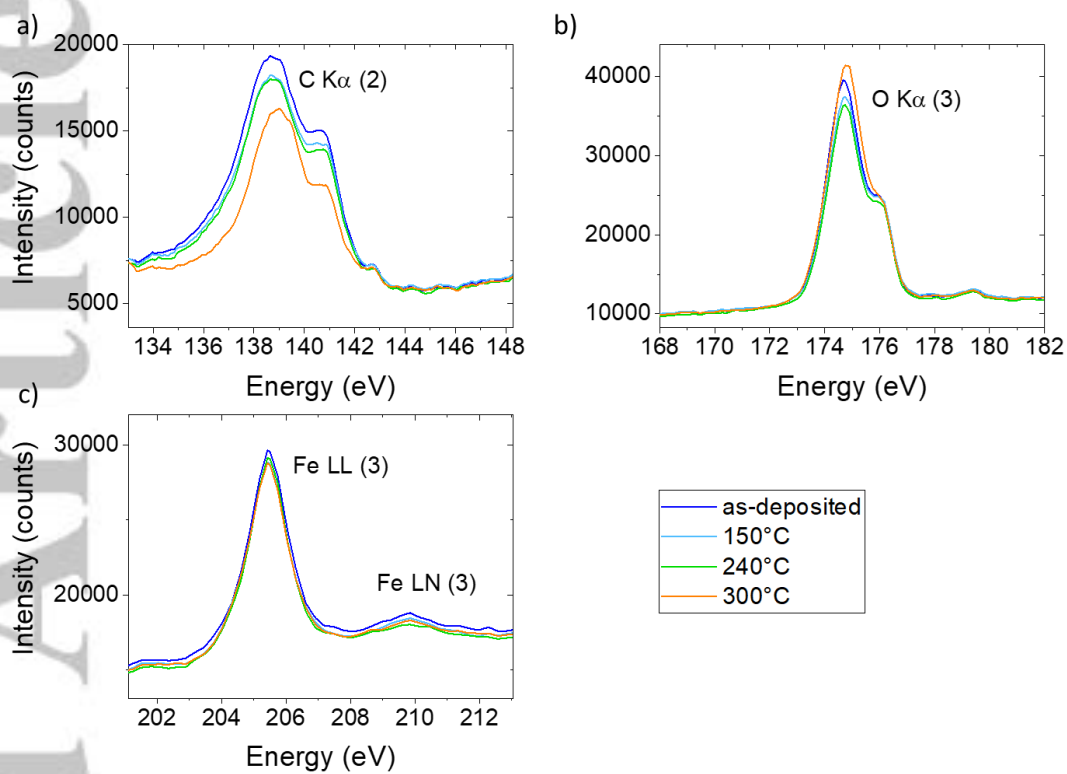 a)
20000
15000
10000
5000
Intensity (counts)
C Kα (2)
134 136 138 140 142 144 146 148
Energy (eV)
b)
40000
30000
20000
10000
O Kα (3)
168 170 172 174 176 178 180 182
Energy (eV)
c)
30000
20000
Intensity (counts)
Fe LL (3)
Fe LN (3)
202 204 206 208 210 212
Energy (eV)
as-deposited
150°C
240°C
300°C